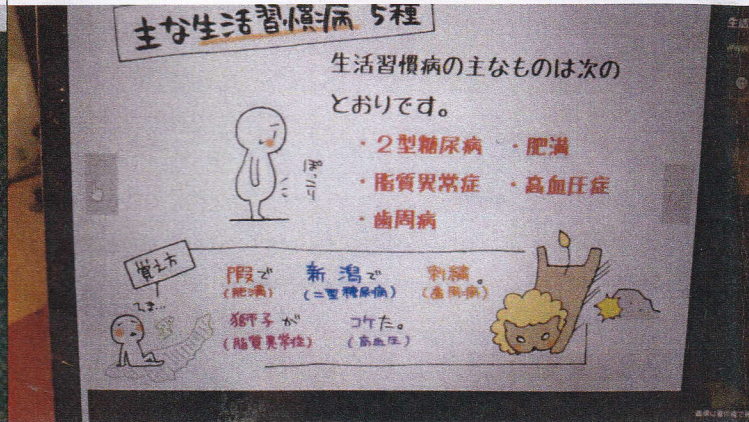 主な生活習慣病 5種
生活習慣病の主なものは次の
とおりです。
・2型糖尿病 ・肥満
・脂質異常症 ・高血圧症
・歯周病
ぽっこり
覚え方
暇で 新潟で 刺繍。
(肥満) (二型糖尿病) (歯周病)
ひま…
獅子が コケた。
(脂質異常症) (高血圧)